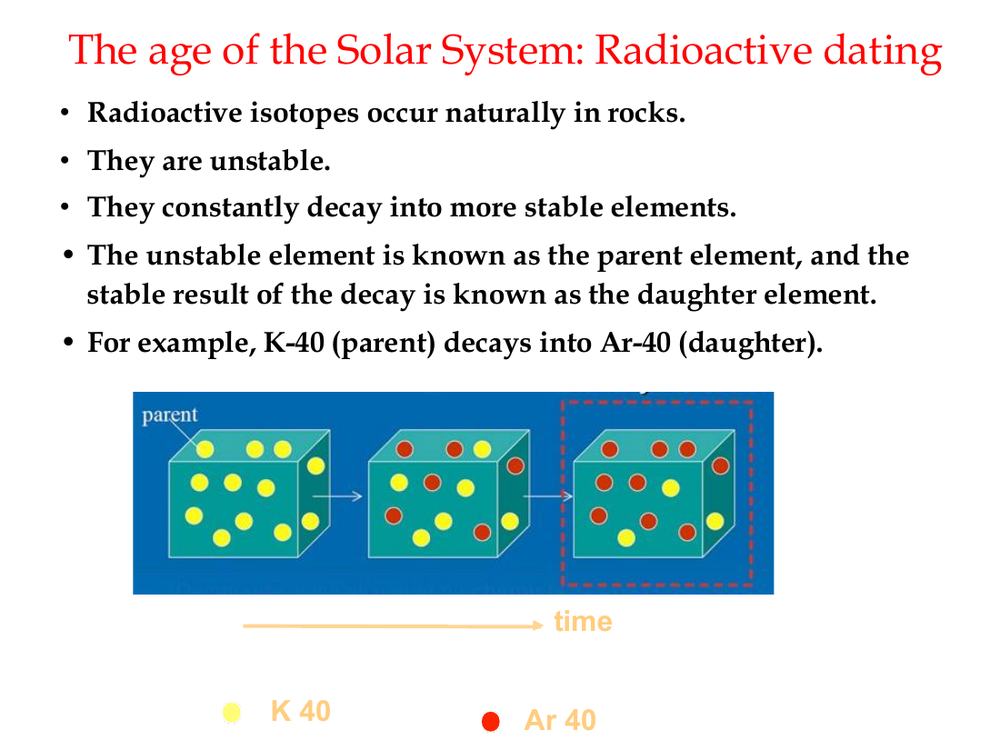 The age of the Solar System: Radioactive dating
• Radioactive isotopes occur naturally in rocks.
• They are unstable.
• They constantly decay into more stable elements.
• The unstable element is known as the parent element, and the
stable result of the decay is known as the daughter element.
• For example, K-40 (parent) decays into Ar-40 (daughter).
parent
time
K 40
Ar 40